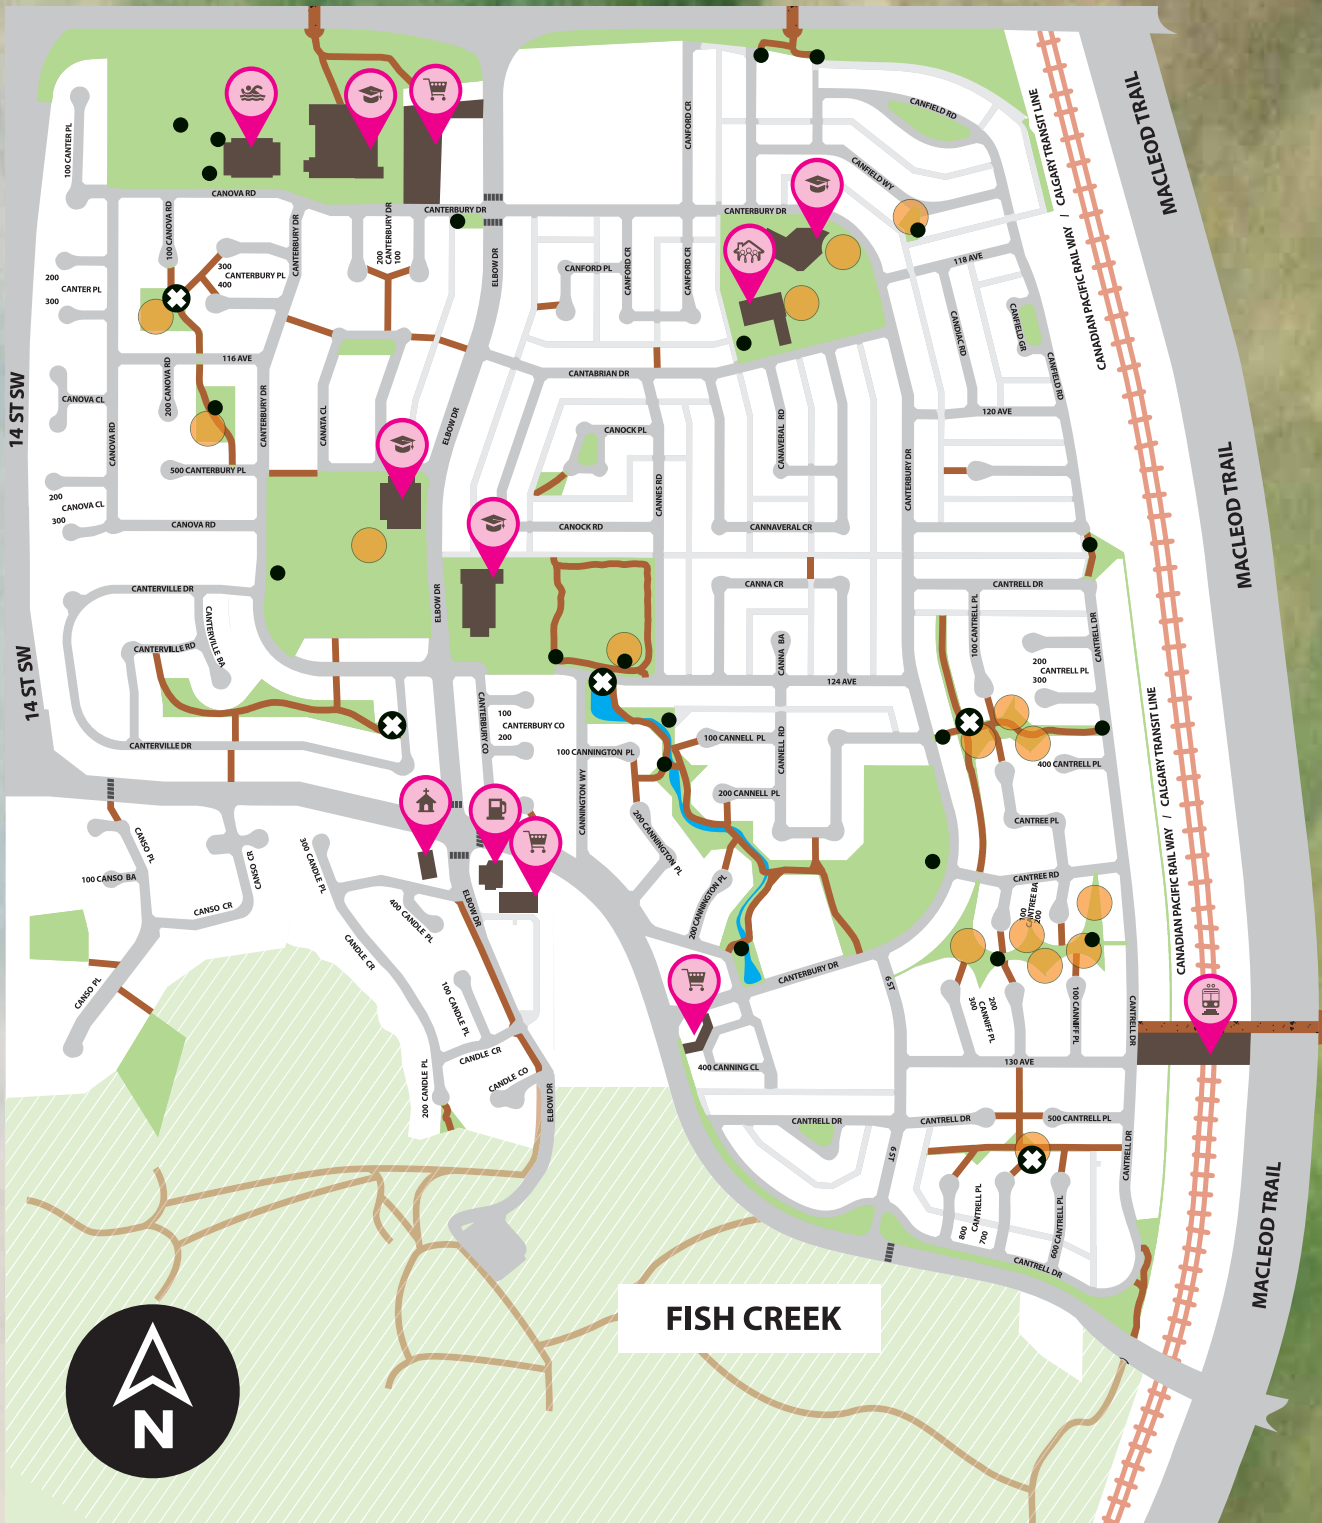 CANFIELD RD
MACLEOD TRAIL
CANADIAN PACIFIC RAIL WAY / CALGARY TRANSIT LINE
100 CANTER PL
CANFORD CR
CANFIELD WY
CANOVA RD
100 CANOVA RD
CANTERBURY DR
200
CANTERBURY DR
100
CANTERBURY DR
CANTERBURY DR
ELBOW DR
CANFORD PL
CANFORD CR
CANFORD CR
118 AVE
300
CANTERBURY PL
400
200
CANTER PL
300
CANDIAC RD
CANFIELD GR
CANFIELD RD
116 AVE
200 CANOVA RD
CANTABRIAN DR
14 ST SW
CANOVA CL
CANOVA RD
CANTERBURY DR
CANATA CL
ELBOW DR
CANOCK PL
CANAVERAL RD
120 AVE
MACLEOD TRAIL
500 CANTERBURY PL
CANNES RD
CANTERBURY DR
200
CANOVA CL
300
CANOVA RD
CANOCK RD
CANNAVERAL CR
CANTERVILLE DR
CANTERVILLE BA
ELBOW DR
CANNA CR
CANTRELL DR
100 CANTRELL PL
CANTRELL DR
CANTERVILLE RD
CANNA BA
200
CANTRELL PL
300
14 ST SW
124 AVE
CANTERBURY CO
100
CANTERBURY CO
200
CANTERVILLE DR
100 CANNINGTON PL
100 CANNELL PL
CANNELL RD
400 CANTRELL PL
CANADIAN PACIFIC RAIL WAY / CALGARY TRANSIT LINE
CANNINGTON WY
200 CANNELL PL
200 CANNINGTON PL
CANTREE PL
CANSO PL
100 CANSO BA
CANSO CR
CANSO CR
300 CANDLE PL
400 CANDLE PL
ELBOW DR
200 CANNINGTON PL
CANTREE RD
100
CANTREE BA
200
CANDLE CR
CANSO PL
100 CANDLE PL
CANTERBURY DR
6 ST
300
CANNIFF PL
200
100 CANNIFF PL
CANTRELL DR
CANDLE CR
CANDLE CO
200 CANDLE PL
ELBOW DR
400 CANNING CL
130 AVE
CANTRELL DR
CANTRELL DR
500 CANTRELL PL
6 ST
CANTRELL DR
800
CANTRELL PL
700
600 CANTRELL PL
CANTRELL DR
MACLEOD TRAIL
FISH CREEK
N